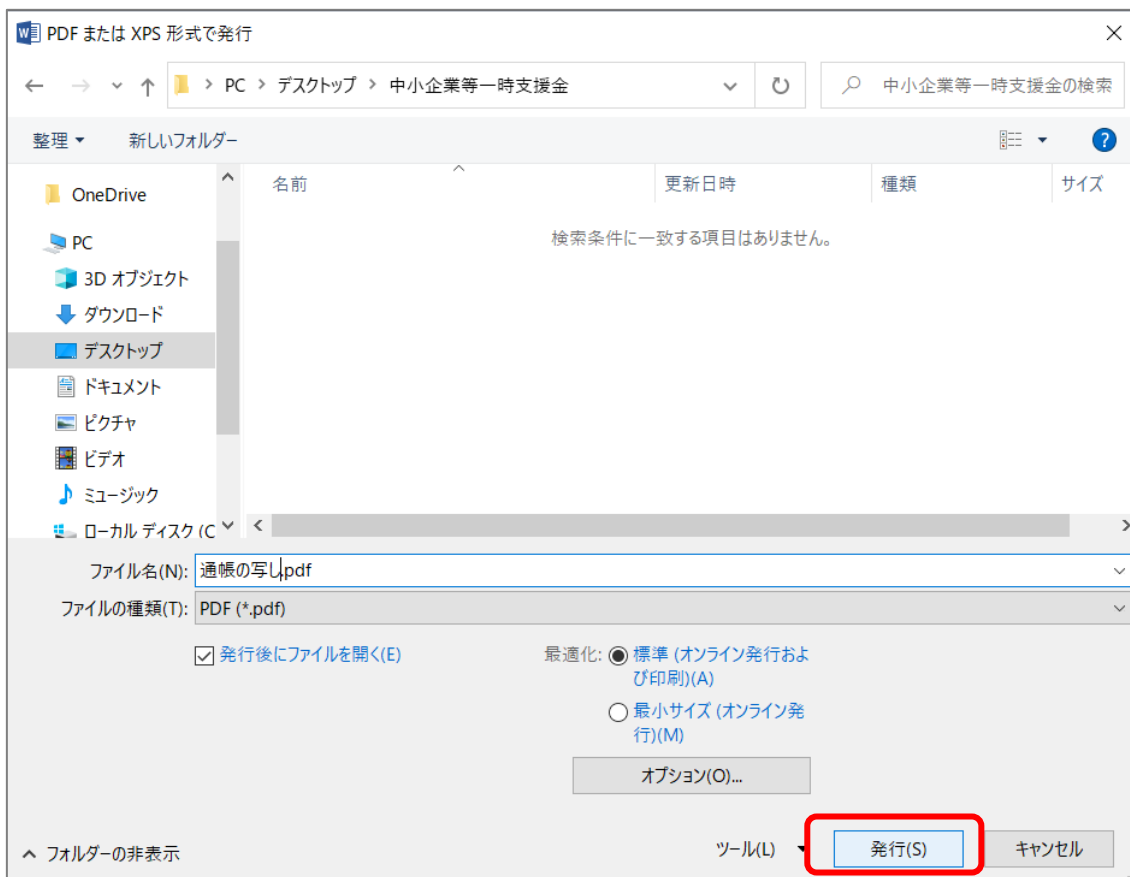 PDF または XPS 形式で発行
PC > デスクトップ > 中小企業等一時支援金
中小企業等一時支援金の検索
整理
新しいフォルダー
?
名前
更新日時
種類
サイズ
検索条件に一致する項目はありません。
OneDrive
PC
3D オブジェクト
ダウンロード
デスクトップ
ドキュメント
ピクチャ
ビデオ
ミュージック
ローカル ディスク (C
ファイル名(N): 通帳の写し.pdf
ファイルの種類(T): PDF (*.pdf)
発行後にファイルを開く(E)
最適化:
標準 (オンライン発行およ
び印刷)(A)
最小サイズ (オンライン発
行)(M)
オプション(O)...
フォルダーの非表示
ツール(L)
発行(S)
キャンセル